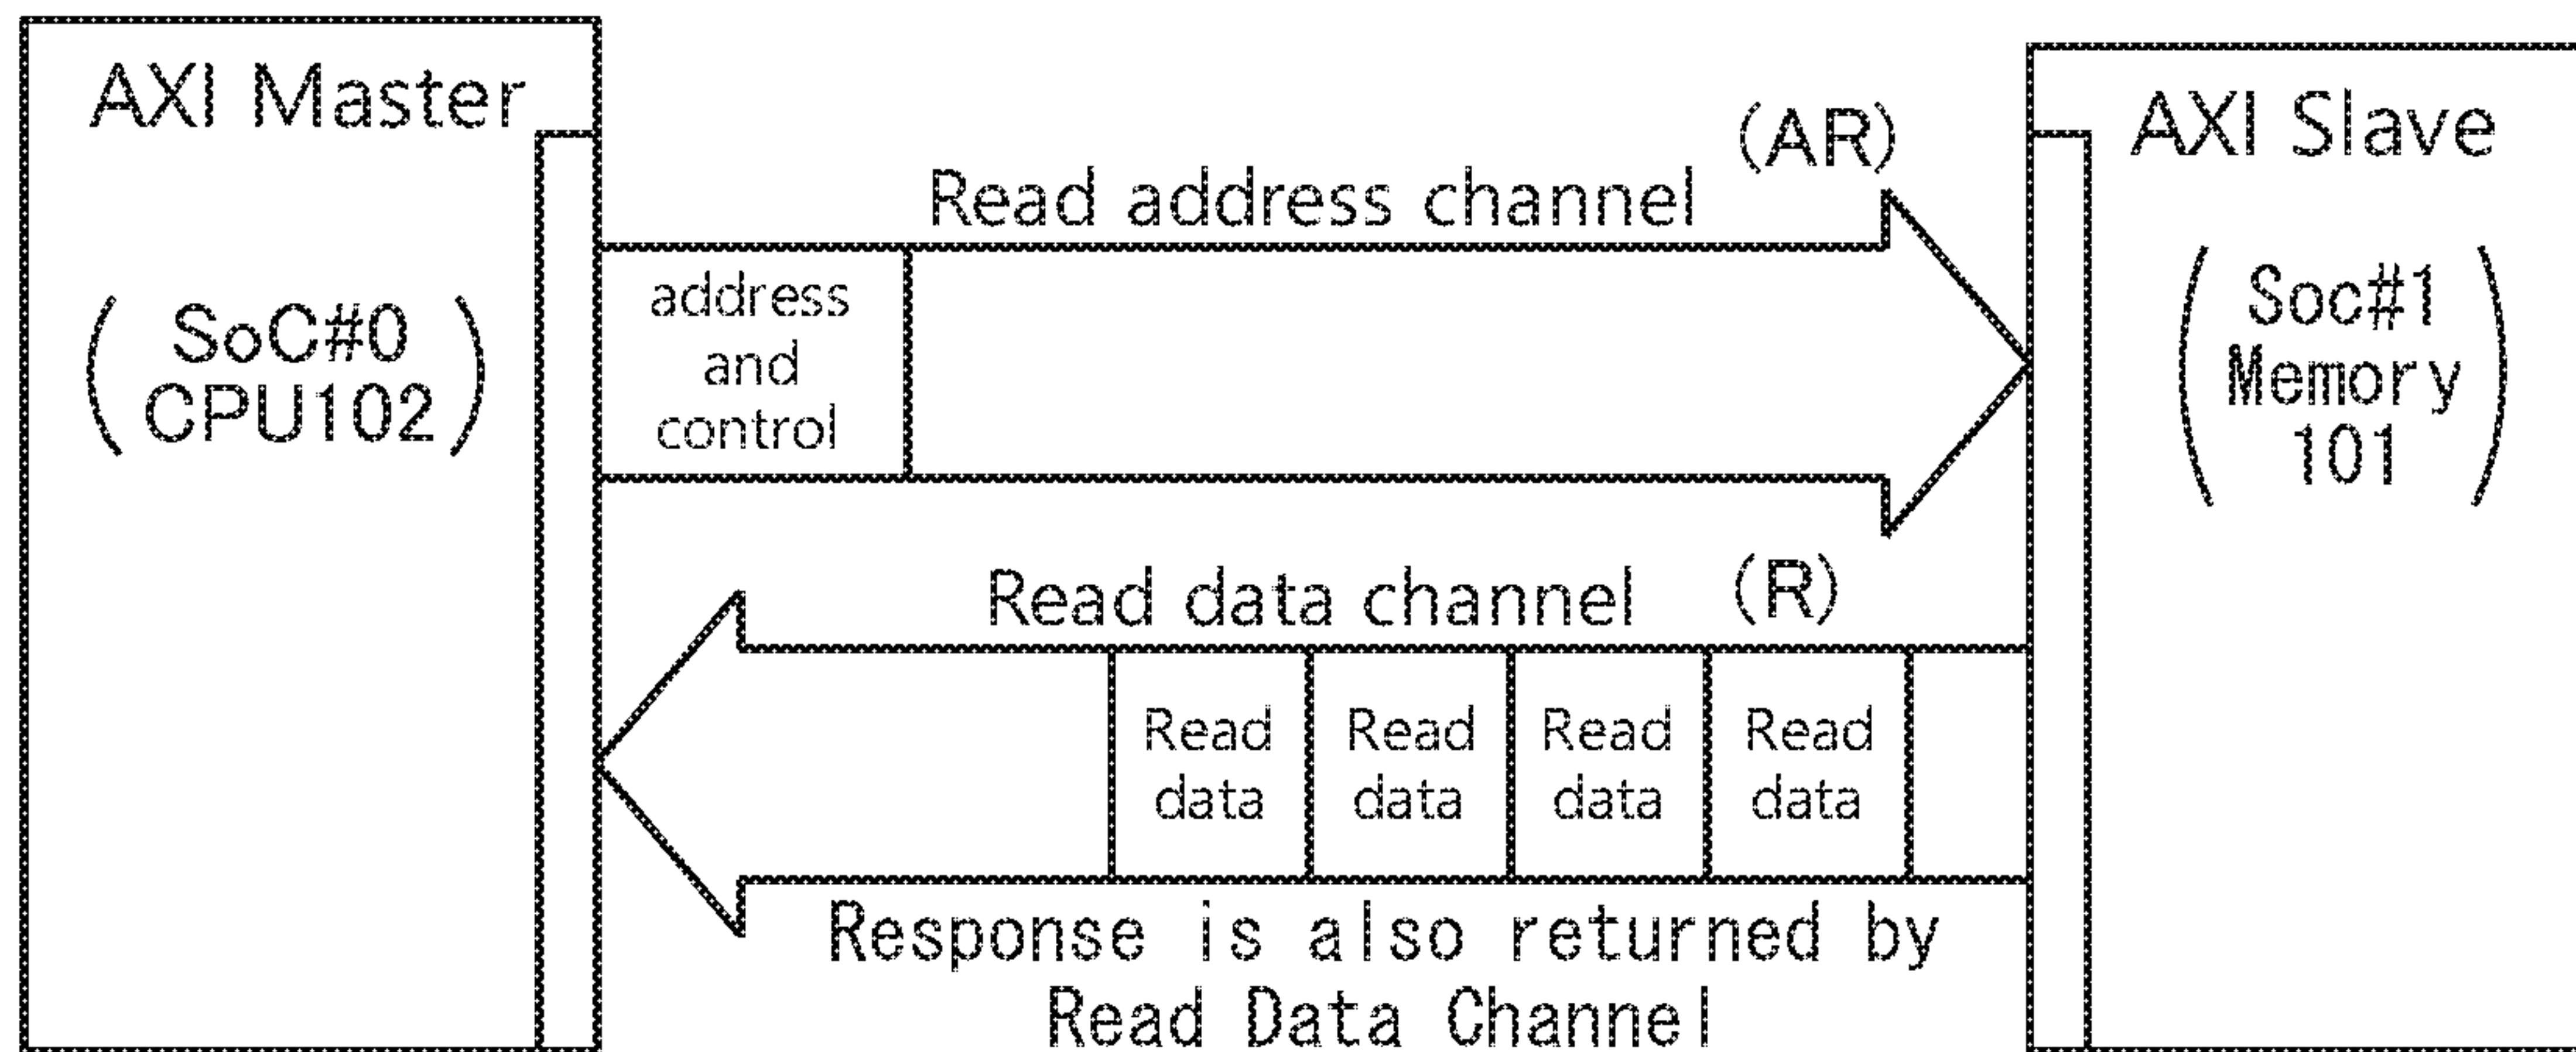 AXI Master
SoC#0
CPU102
(AR)
Read address channel
address
and
control
AXI Slave
Soc#1
Memory
101
Read data channel (R)
Read Read Read Read
data data data data
Response is also returned by
Read Data Channel